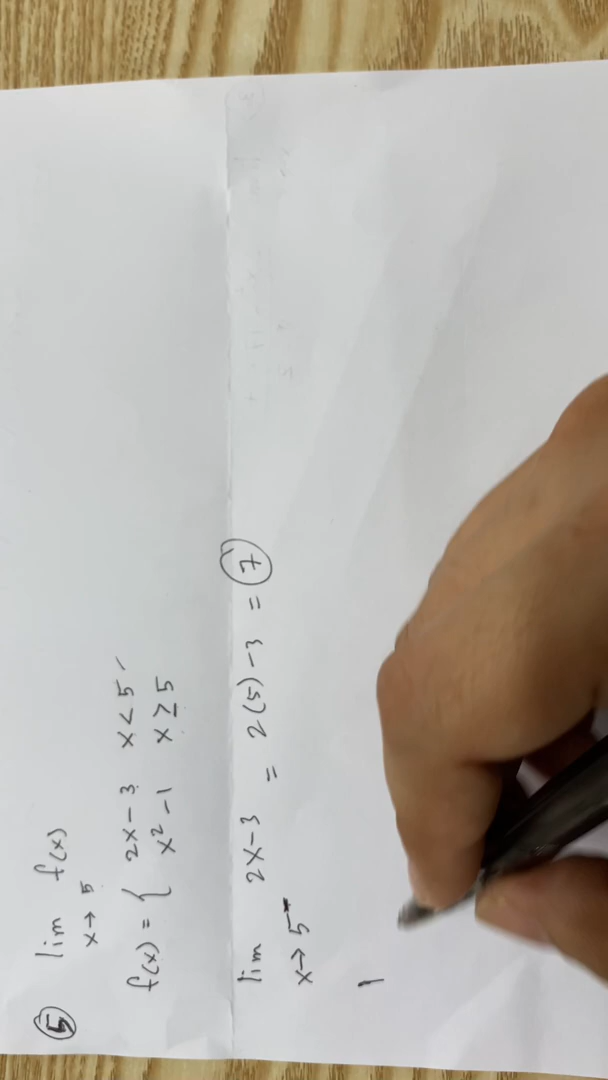 ⑤ lim f(x)
x→5
f(x) = { 2x-3 x<5
x²-1 x≥5
lim 2x-3 = 2(5)-3 = 7
x→5⁻
l